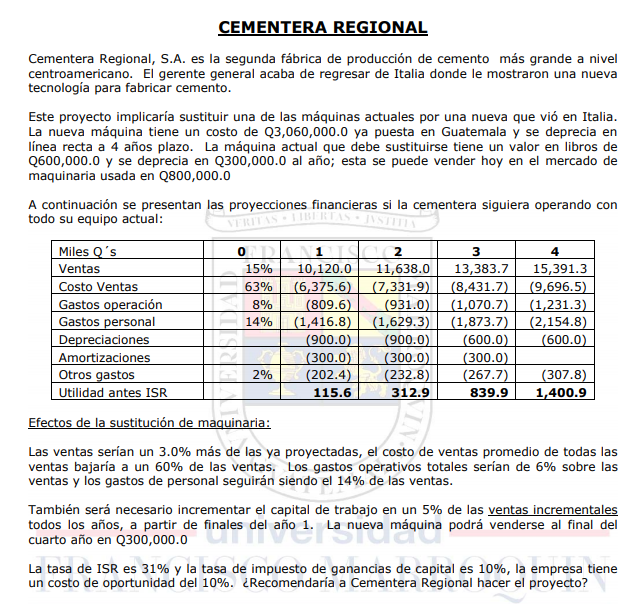 CEMENTERA REGIONAL
Cementera Regional, S.A. es la segunda fábrica de producción de cemento más grande a nivel
centroamericano. El gerente general acaba de regresar de Italia donde le mostraron una nueva
tecnología para fabricar cemento.
Este proyecto implicaría sustituir una de las máquinas actuales por una nueva que vió en Italia.
La nueva máquina tiene un costo de Q3,060,000.0 ya puesta en Guatemala y se deprecia en
línea recta a 4 años plazo. La máquina actual que debe sustituirse tiene un valor en libros de
Q600,000.0 y se deprecia en Q300,000.0 al año; esta se puede vender hoy en el mercado de
maquinaria usada en Q800,000.0
A continuación se presentan las proyecciones financieras si la cementera siguiera operando con
todo su equipo actual:
VERITAS • LIBERTAS • JVSTITIA
Miles Q´s 0 1 2 3 4
Ventas 15% 10,120.0 11,638.0 13,383.7 15,391.3
Costo Ventas 63% (6,375.6) (7,331.9) (8,431.7) (9,696.5)
Gastos operación 8% (809.6) (931.0) (1,070.7) (1,231.3)
Gastos personal 14% (1,416.8) (1,629.3) (1,873.7) (2,154.8)
Depreciaciones (900.0) (900.0) (600.0) (600.0)
Amortizaciones (300.0) (300.0) (300.0)
Otros gastos 2% (202.4) (232.8) (267.7) (307.8)
Utilidad antes ISR 115.6 312.9 839.9 1,400.9
Efectos de la sustitución de maquinaria:
Las ventas serían un 3.0% más de las ya proyectadas, el costo de ventas promedio de todas las
ventas bajaría a un 60% de las ventas. Los gastos operativos totales serían de 6% sobre las
ventas y los gastos de personal seguirán siendo el 14% de las ventas.
También será necesario incrementar el capital de trabajo en un 5% de las ventas incrementales
todos los años, a partir de finales del año 1. La nueva máquina podrá venderse al final del
cuarto año en Q300,000.0
universidad
La tasa de ISR es 31% y la tasa de impuesto de ganancias de capital es 10%, la empresa tiene
un costo de oportunidad del 10%. ¿Recomendaría a Cementera Regional hacer el proyecto?
FRANCISCO MARROQUIN